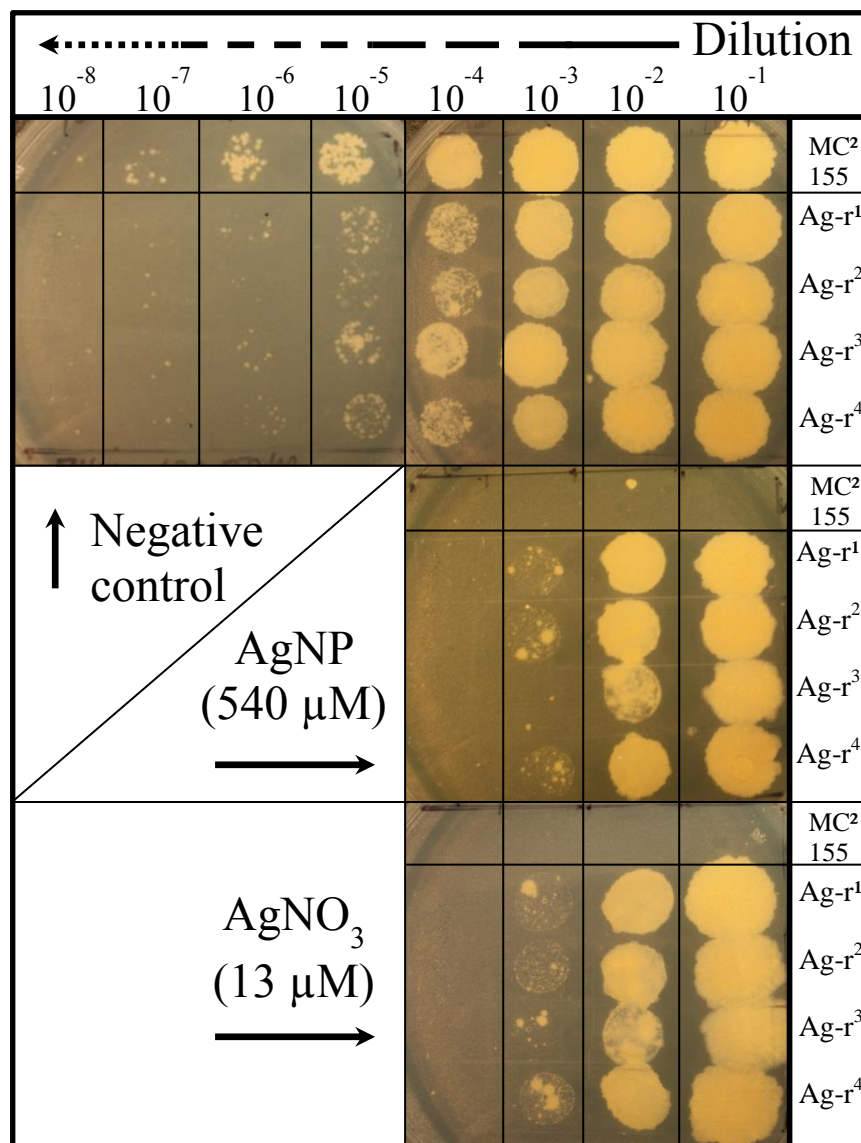 Dilution
10⁻⁸ 10⁻⁷ 10⁻⁶ 10⁻⁵ 10⁻⁴ 10⁻³ 10⁻² 10⁻¹
MC²
155
Ag-r¹
Ag-r²
Ag-r³
Ag-r⁴
Negative
control
MC²
155
Ag-r¹
Ag-r²
Ag-r³
Ag-r⁴
AgNP
(540 µM)
MC²
155
Ag-r¹
Ag-r²
Ag-r³
Ag-r⁴
AgNO₃
(13 µM)